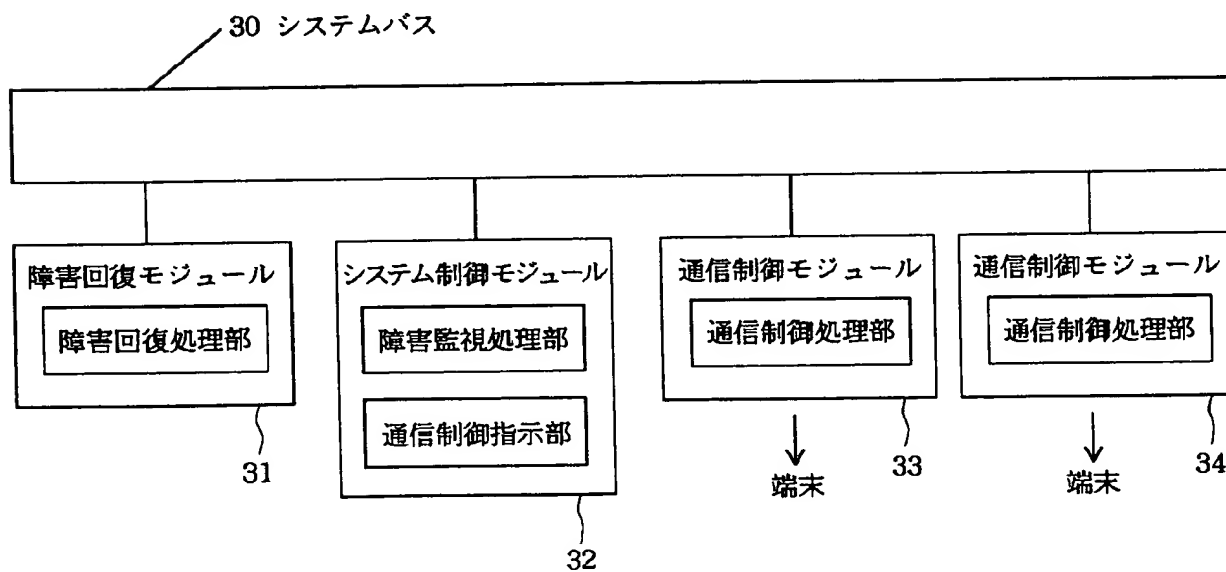 30 システムバス
障害回復モジュール
障害回復処理部
31
システム制御モジュール
障害監視処理部
通信制御指示部
32
通信制御モジュール
通信制御処理部
33
端末
通信制御モジュール
通信制御処理部
34
端末